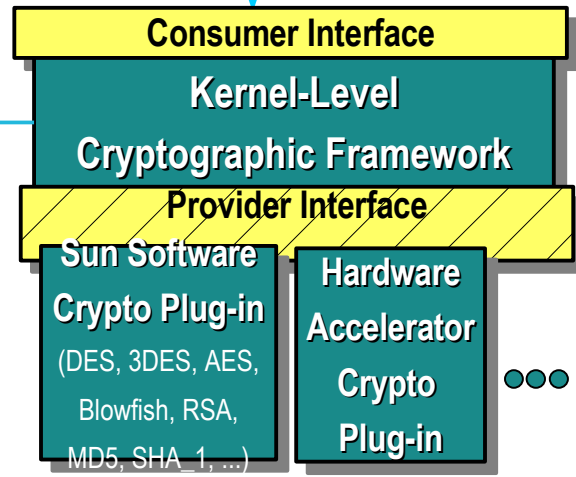 Consumer Interface
Kernel-Level
Cryptographic Framework
Provider Interface
Sun Software
Crypto Plug-in
(DES, 3DES, AES,
Blowfish, RSA,
MD5, SHA_1, ...)
Hardware
Accelerator
Crypto
Plug-in